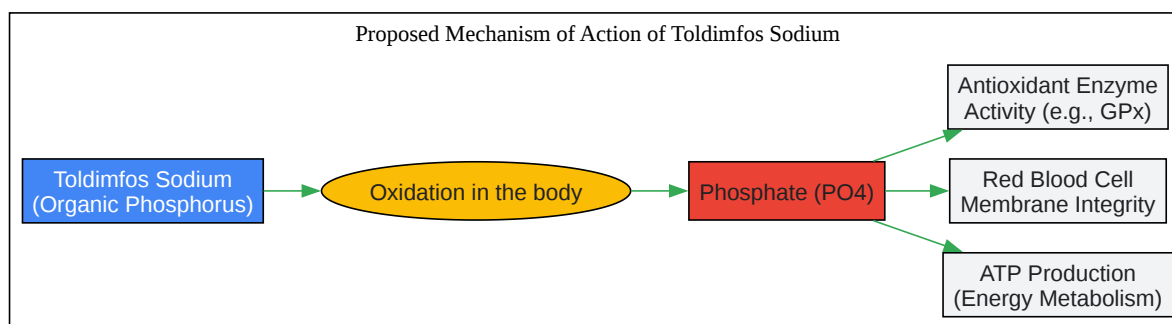 Proposed Mechanism of Action of Toldimfos Sodium
Toldimfos Sodium
(Organic Phosphorus)
Oxidation in the body
Phosphate (PO4)
Antioxidant Enzyme
Activity (e.g., GPx)
Red Blood Cell
Membrane Integrity
ATP Production
(Energy Metabolism)